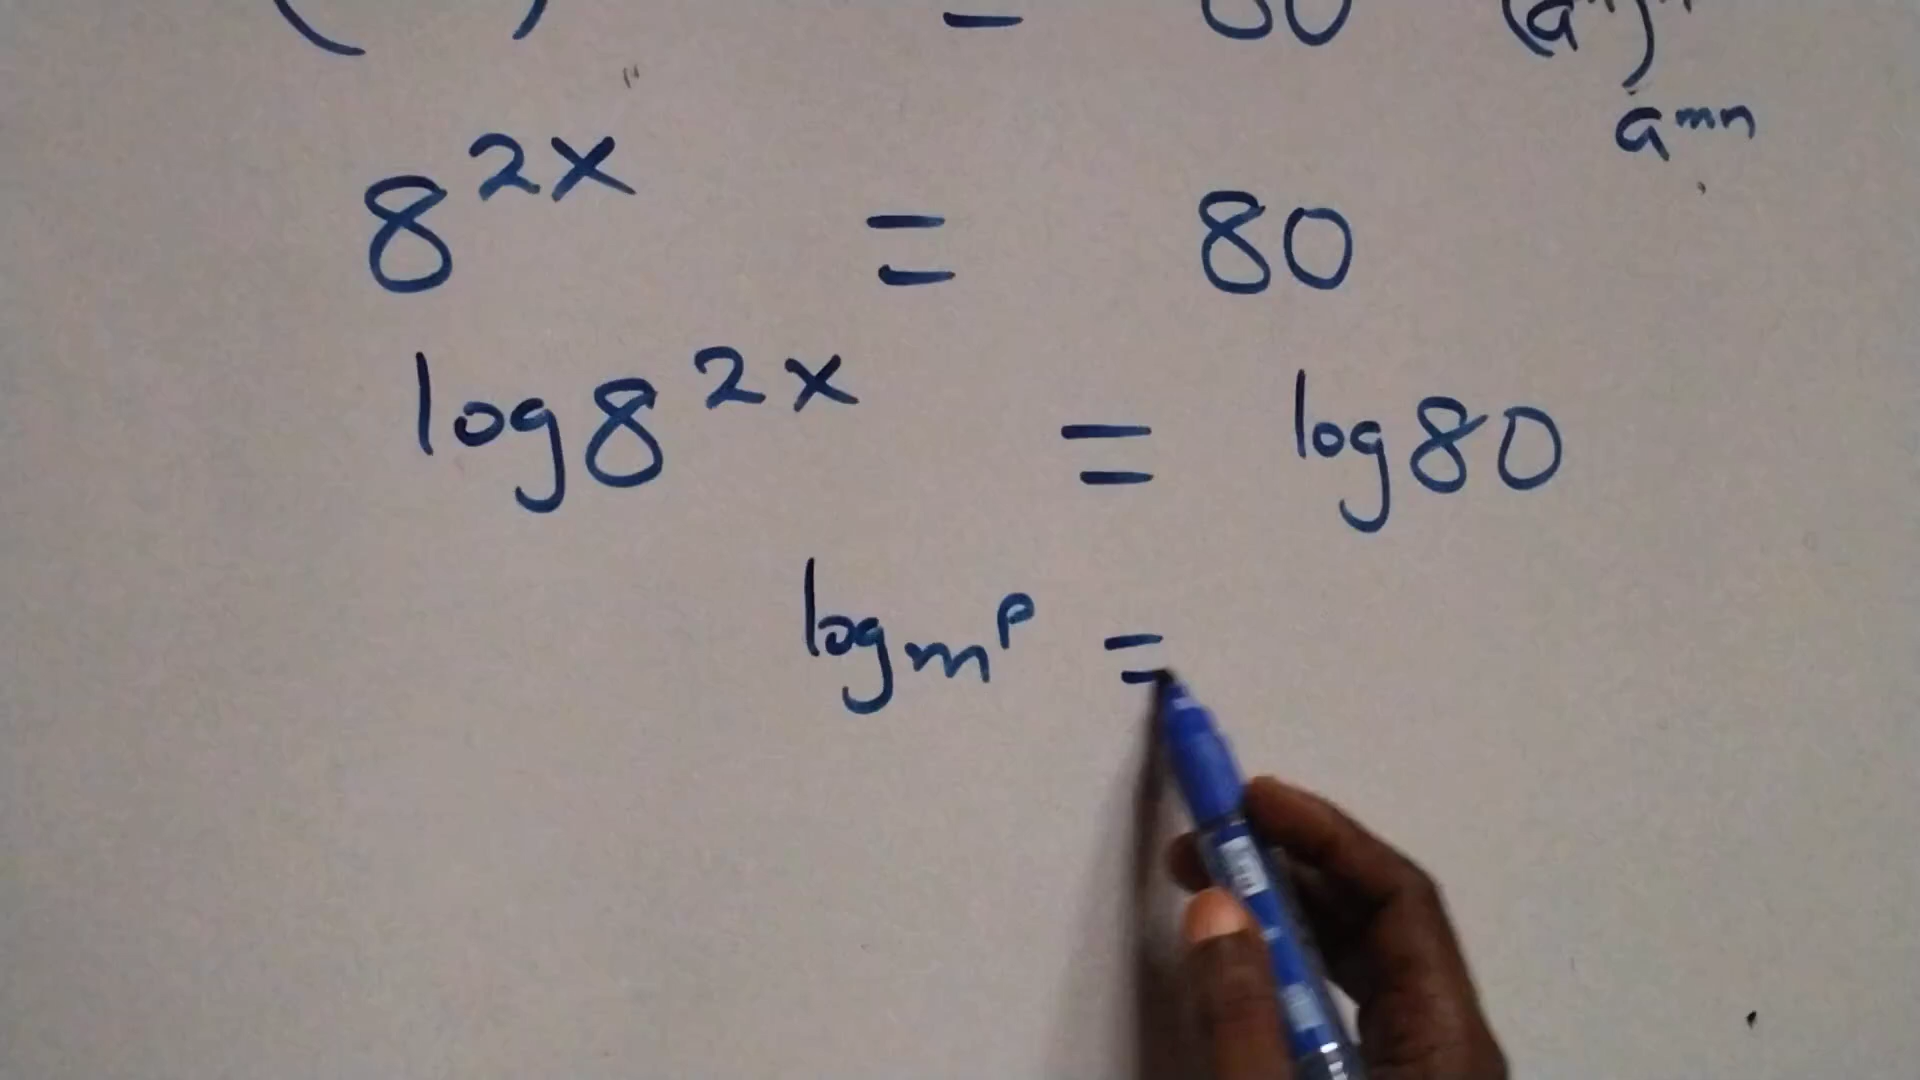 = 80
8^{2x} = 80
a^{mn}
log 8^{2x} = log 80
log m^p =